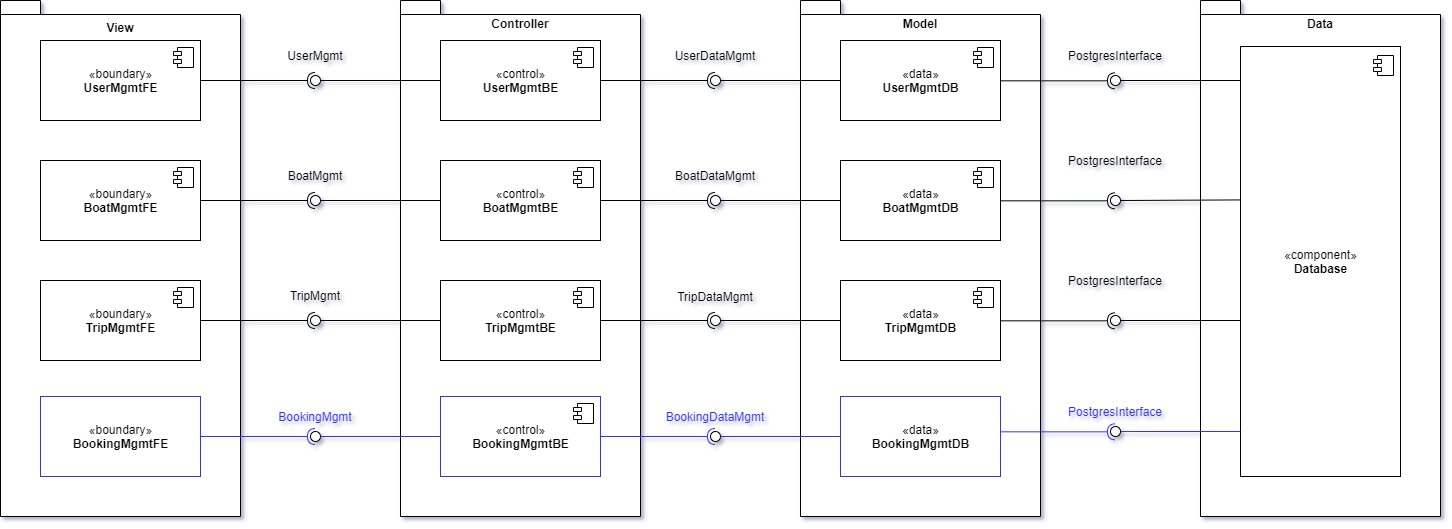 View
Controller
Model
Data
«boundary»
UserMgmtFE
UserMgmt
«control»
UserMgmtBE
UserDataMgmt
«data»
UserMgmtDB
PostgresInterface
«boundary»
BoatMgmtFE
BoatMgmt
«control»
BoatMgmtBE
BoatDataMgmt
«data»
BoatMgmtDB
PostgresInterface
«component»
Database
«boundary»
TripMgmtFE
TripMgmt
«control»
TripMgmtBE
TripDataMgmt
«data»
TripMgmtDB
PostgresInterface
«boundary»
BookingMgmtFE
BookingMgmt
«control»
BookingMgmtBE
BookingDataMgmt
«data»
BookingMgmtDB
PostgresInterface